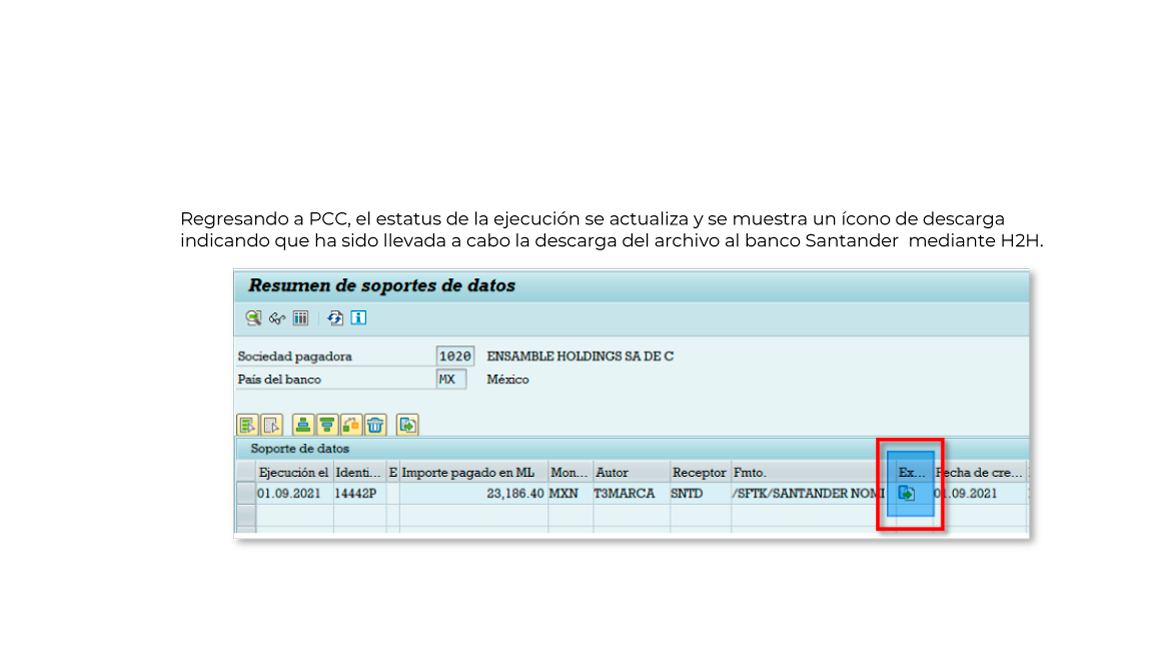 Regresando a PCC, el estatus de la ejecución se actualiza y se muestra un ícono de descarga
indicando que ha sido llevada a cabo la descarga del archivo al banco Santander mediante H2H.
Resumen de soportes de datos
Sociedad pagadora 1020 ENSAMBLE HOLDINGS SA DE C
País del banco MX México
Soporte de datos
Ejecución el Identi... E Importe pagado en ML Mon... Autor Receptor Fmto. Ex... Fecha de cre...
01.09.2021 14442P 23,186.40 MXN T3MARCA SNTD /SFTK/SANTANDER NOMI 01.09.2021